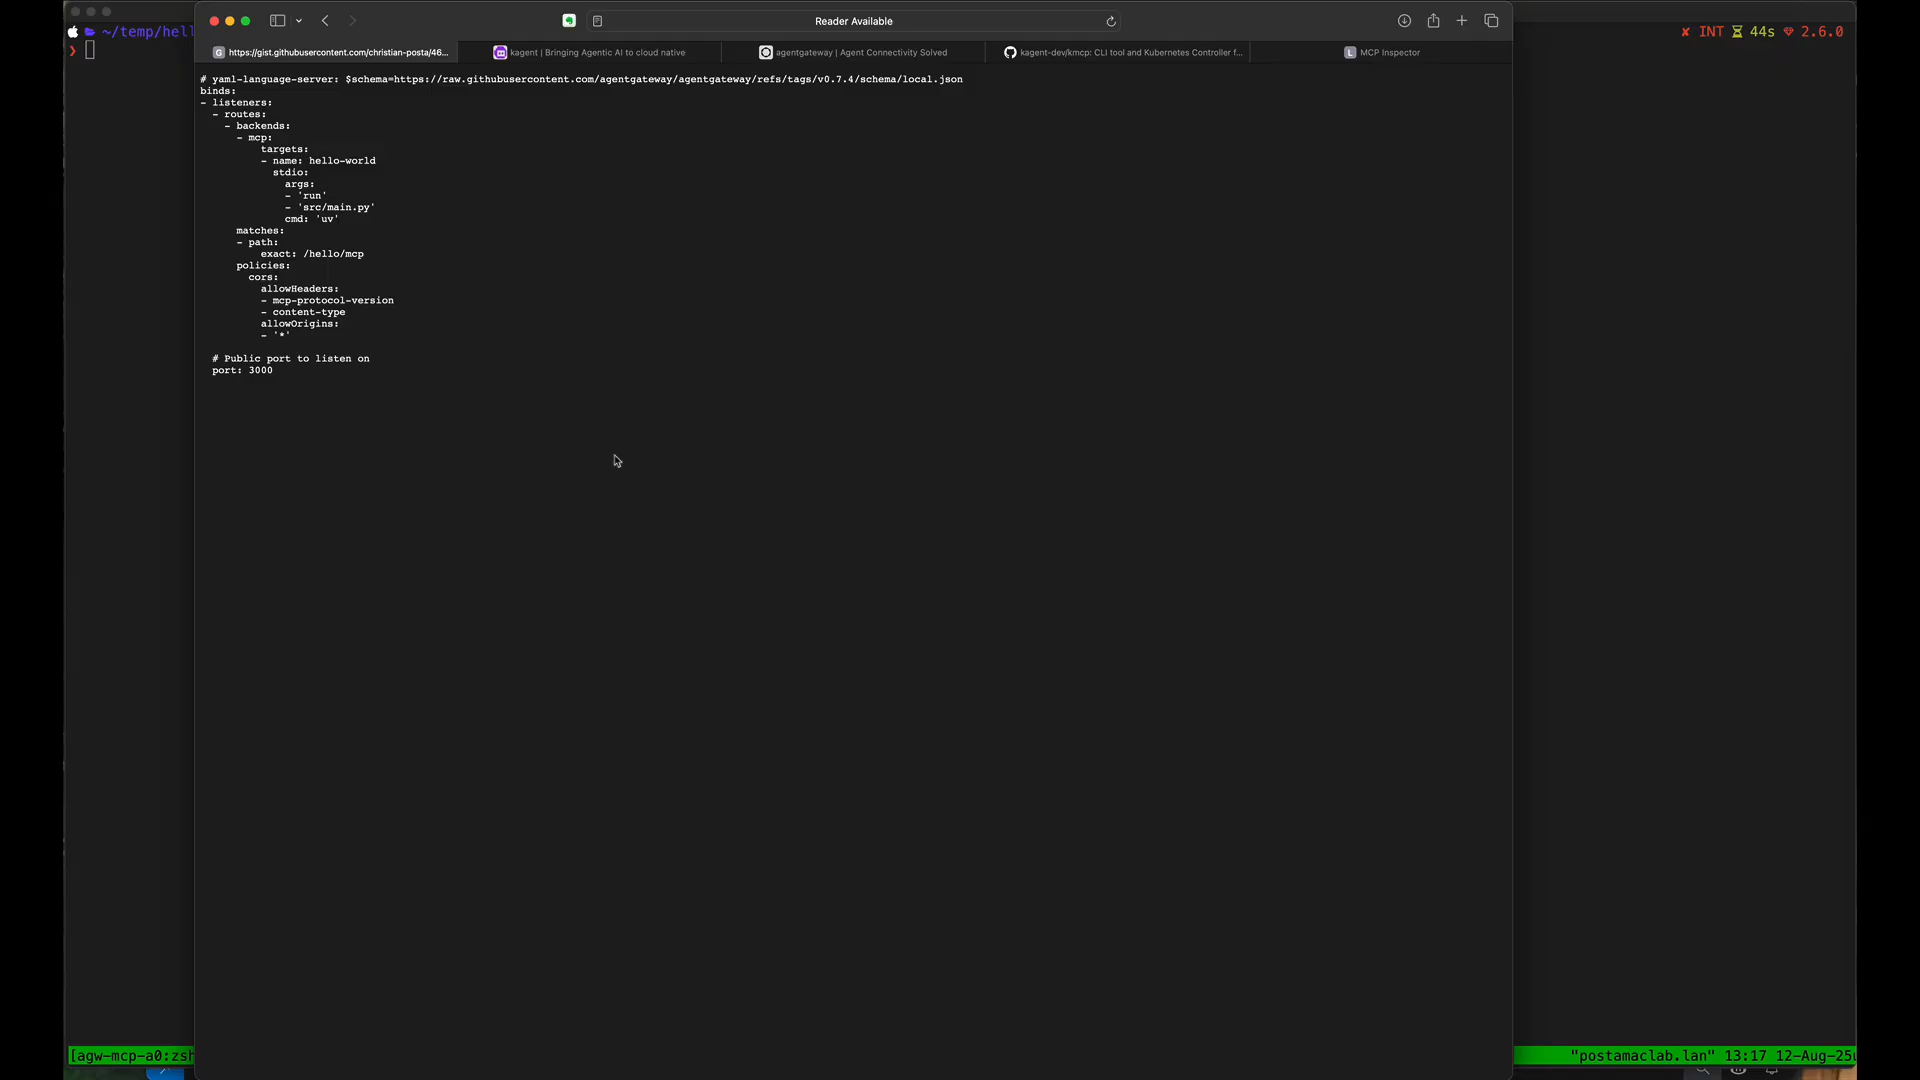 ~/temp/hell
❯
Reader Available
✘ INT ⌛ 44s 2.6.0
https://gist.githubusercontent.com/christian-posta/46...
kagent | Bringing Agentic AI to cloud native
agentgateway | Agent Connectivity Solved
kagent-dev/kmcp: CLI tool and Kubernetes Controller f...
MCP Inspector
# yaml-language-server: $schema=https://raw.githubusercontent.com/agentgateway/agentgateway/refs/tags/v0.7.4/schema/local.json
binds:
- listeners:
  - routes:
    - backends:
      - mcp:
          targets:
          - name: hello-world
            stdio:
              args:
              - 'run'
              - 'src/main.py'
              cmd: 'uv'
      matches:
      - path:
          exact: /hello/mcp
      policies:
        cors:
          allowHeaders:
          - mcp-protocol-version
          - content-type
          allowOrigins:
          - '*'
  # Public port to listen on
  port: 3000
[agw-mcp-a0:zsh
"postamaclab.lan" 13:17 12-Aug-25